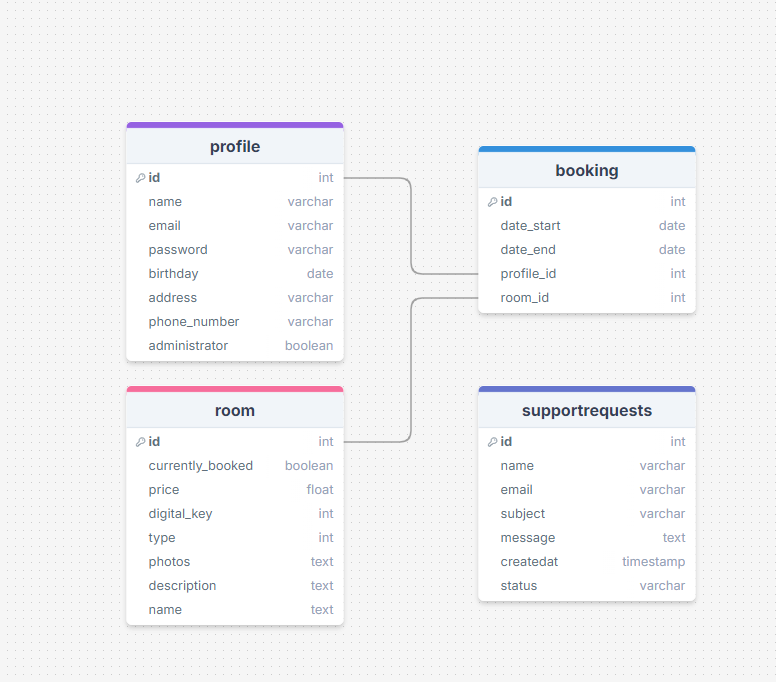 profile
id int
name varchar
email varchar
password varchar
birthday date
address varchar
phone_number varchar
administrator boolean
booking
id int
date_start date
date_end date
profile_id int
room_id int
room
id int
currently_booked boolean
price float
digital_key int
type int
photos text
description text
name text
supportrequests
id int
name varchar
email varchar
subject varchar
message text
createdat timestamp
status varchar